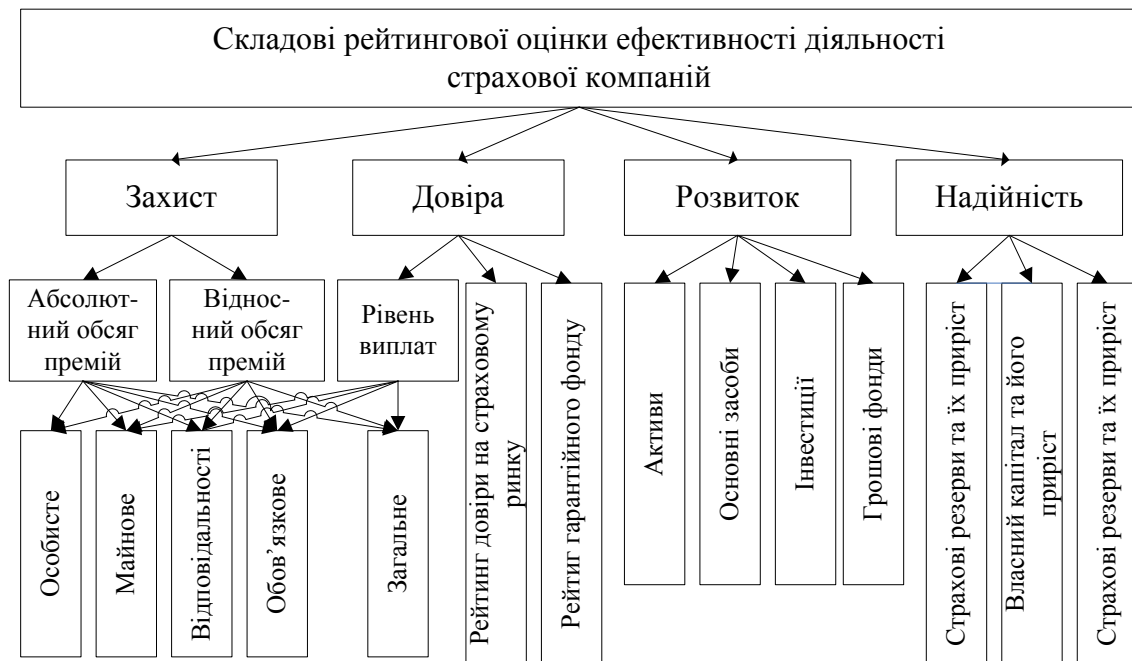 Складові рейтингової оцінки ефективності діяльності
страхової компаній
Захист
Довіра
Розвиток
Надійність
Абсолют-
ний обсяг
премій
Віднос-
ний обсяг
премій
Рівень
виплат
Рейтинг довіри на страховому
ринку
Рейтиг гарантійного фонду
Активи
Основні засоби
Інвестиції
Грошові фонди
Страхові резерви та їх приріст
Власний капітал та його
приріст
Страхові резерви та їх приріст
Особисте
Майнове
Відповідальності
Обов’язкове
Загальне